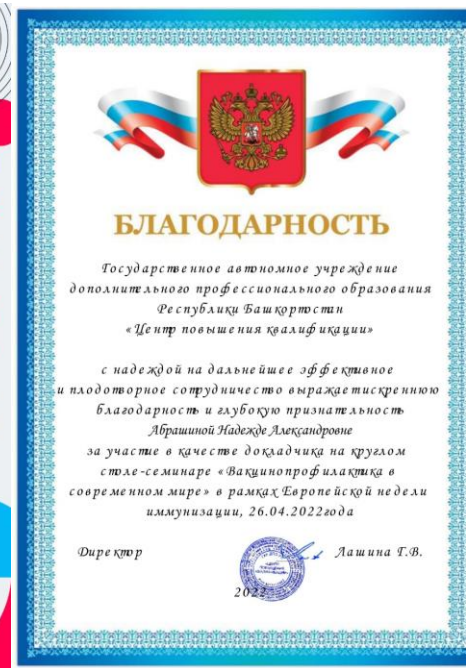 БЛАГОДАРНОСТЬ
Государственное автономное учреждение
дополнительного профессионального образования
Республики Башкортостан
«Центр повышения квалификации»
с надеждой на дальнейшее эффективное
и плодотворное сотрудничество выражает искреннюю
благодарность и глубокую признательность
Абрашиной Надежде Александровне
за участие в качестве докладчика на круглом
столе-семинаре «Вакцинопрофилактика в
современном мире» в рамках Европейской недели
иммунизации, 26.04.2022года
Директор Лашина Г.В.
2022